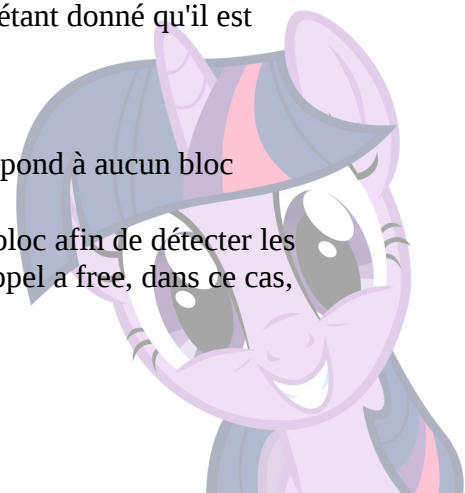 étant donné qu'il est
pond à aucun bloc
bloc afin de détecter les
ppel a free, dans ce cas,